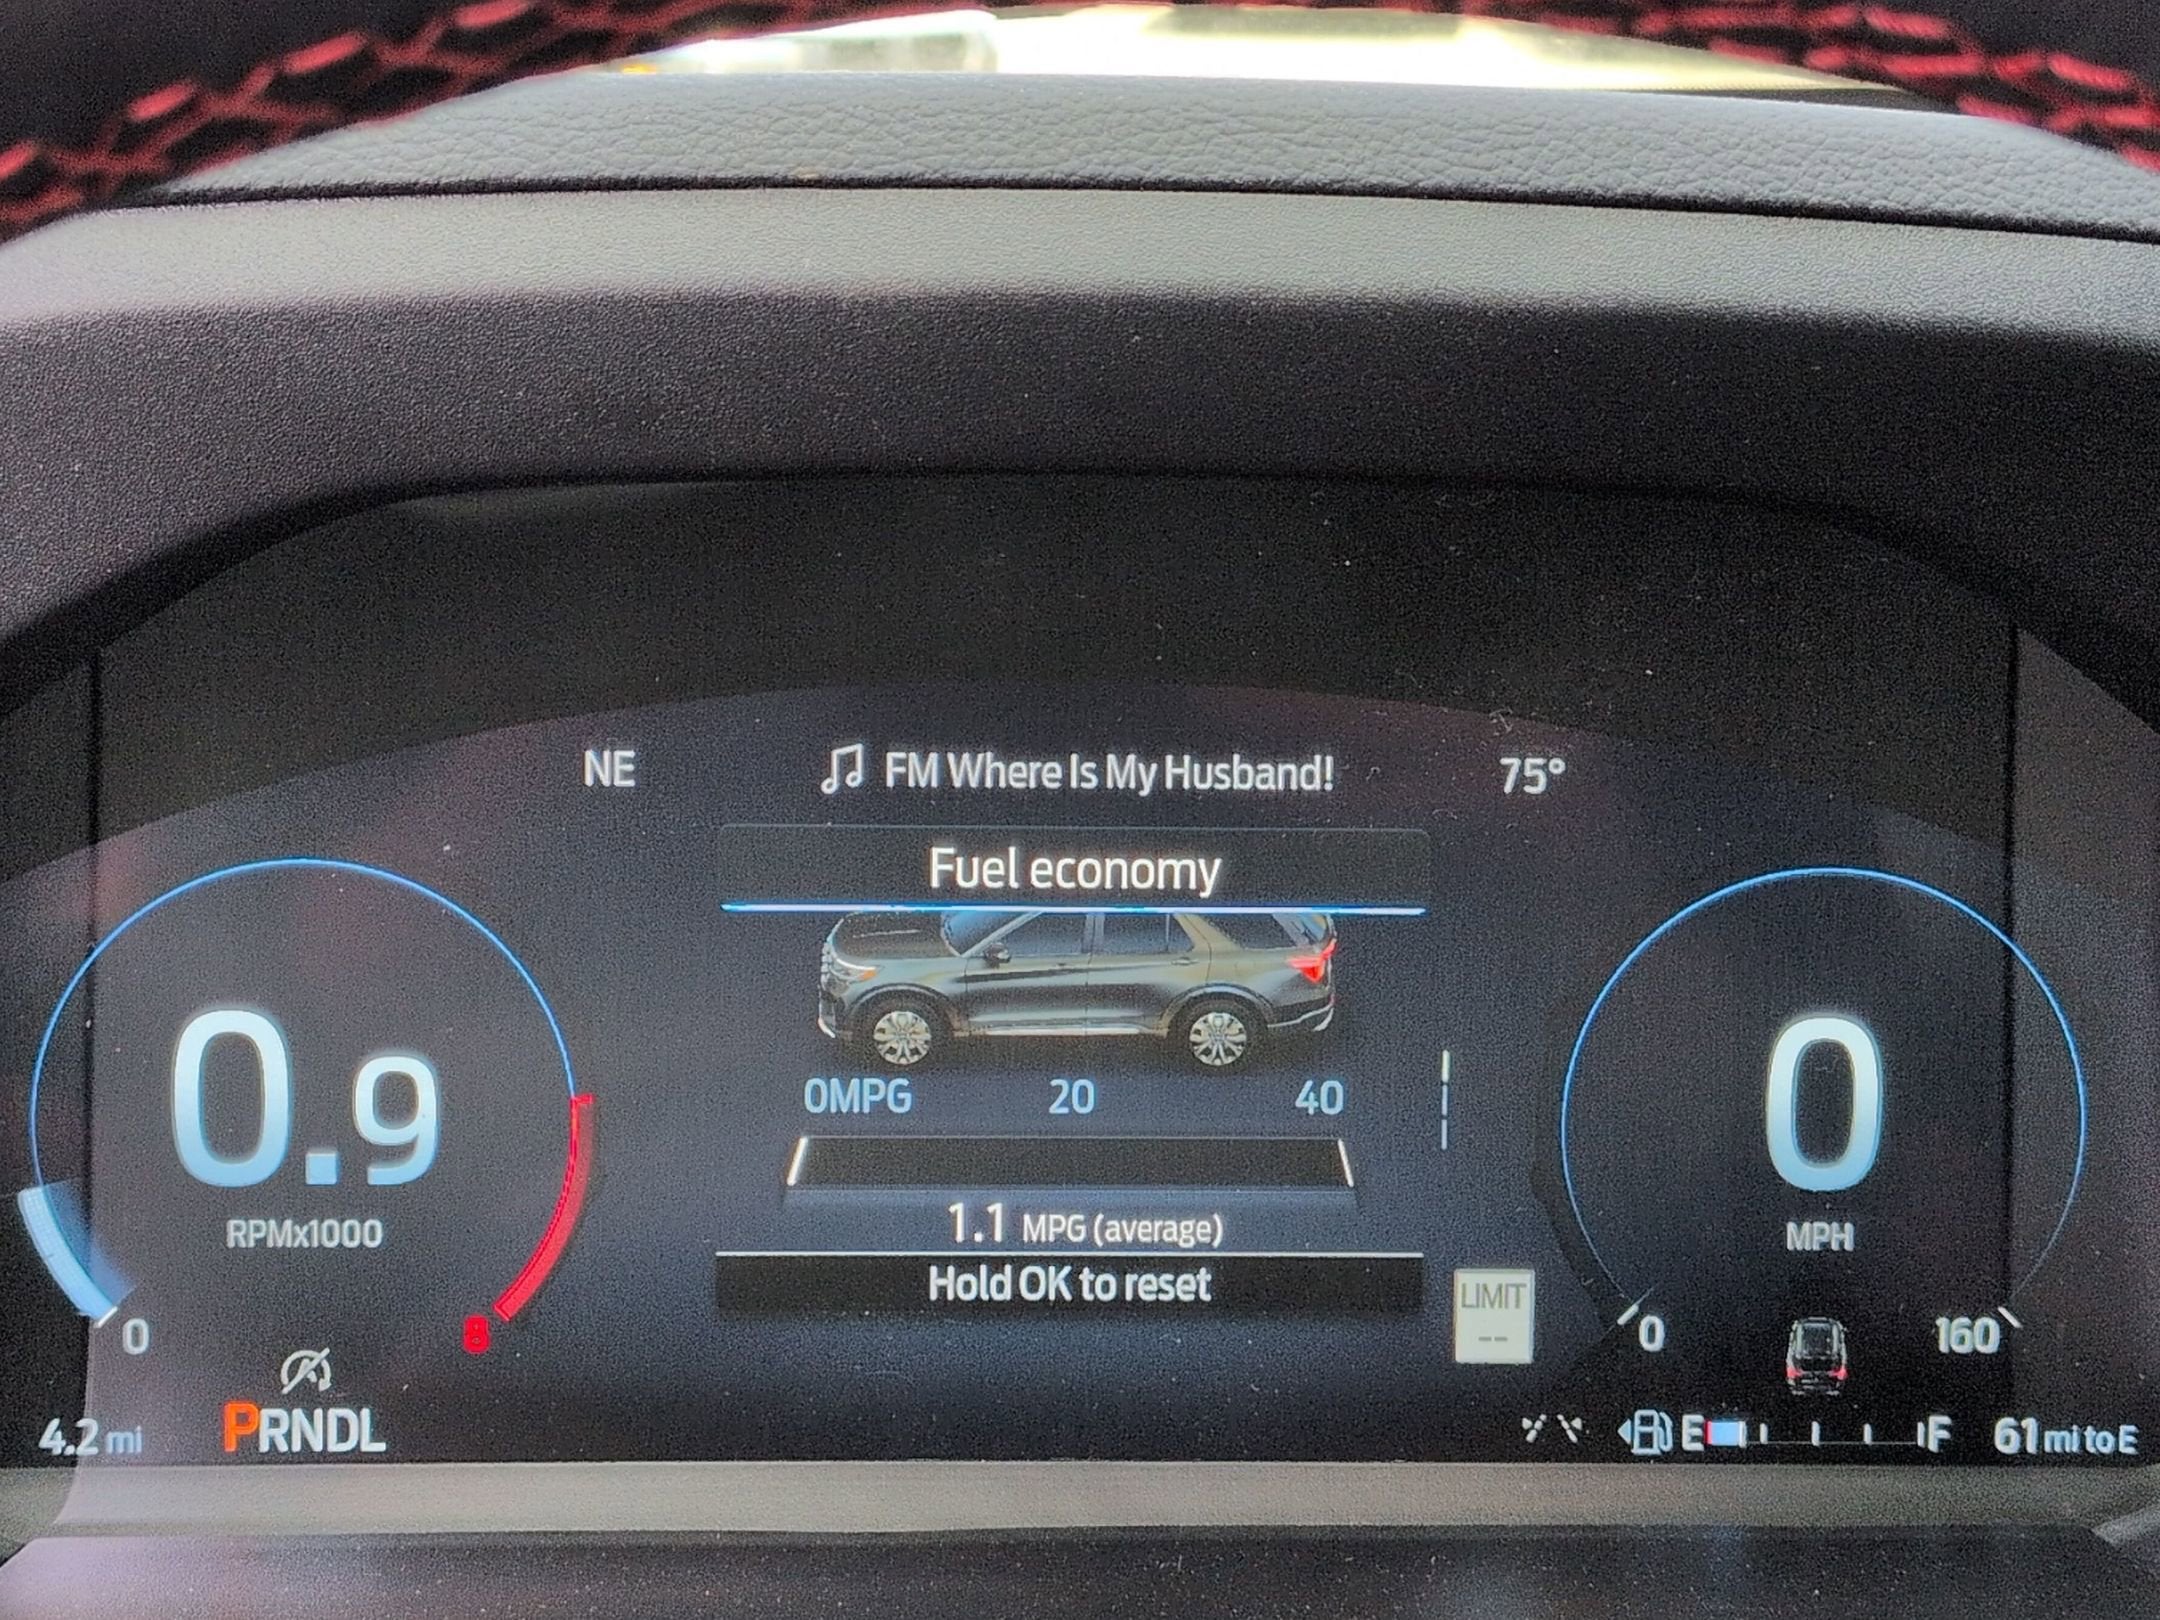 NE
FM Where Is My Husband!
75°
Fuel economy
0MPG 20 40
1.1 MPG (average)
Hold OK to reset
0.9
RPMx1000
0
8
0
MPH
0
160
LIMIT
--
4.2 mi
PRNDL
E F
61 mi to E